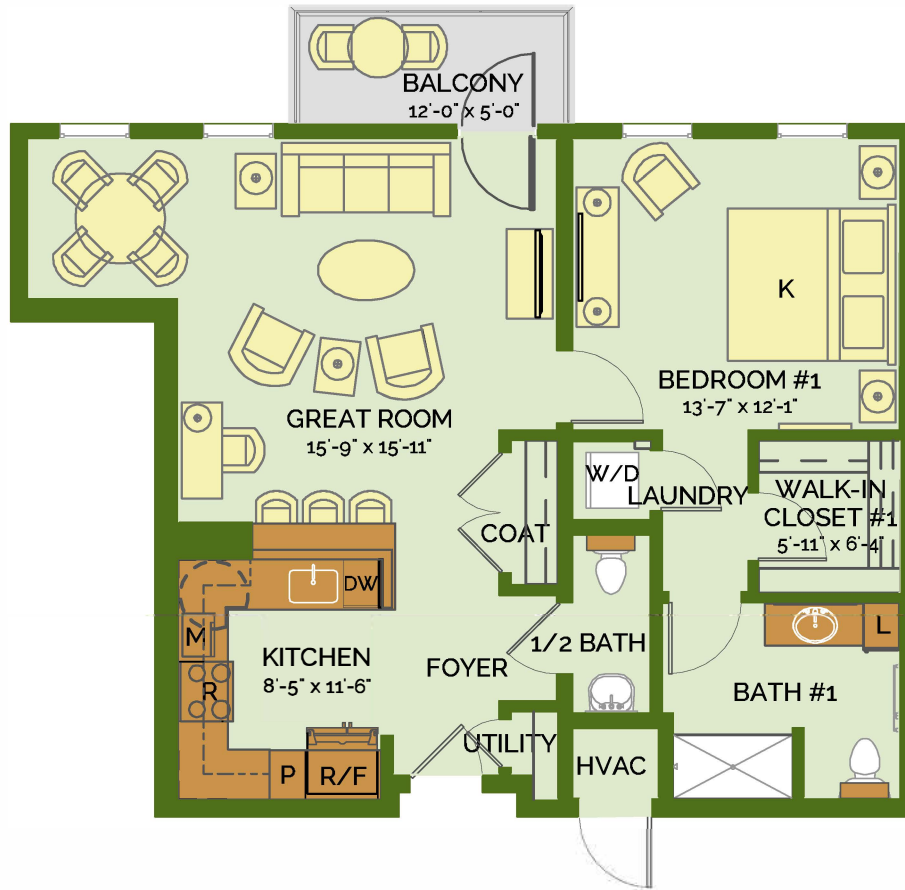 BALCONY
12'-0" x 5'-0"
K
BEDROOM #1
13'-7" x 12'-1"
GREAT ROOM
15'-9" x 15'-11"
W/D
LAUNDRY
WALK-IN
CLOSET #1
5'-11" x 6'-4"
COAT
DW
M
1/2 BATH
L
KITCHEN
8'-5" x 11'-6"
FOYER
R
BATH #1
UTILITY
HVAC
P
R/F